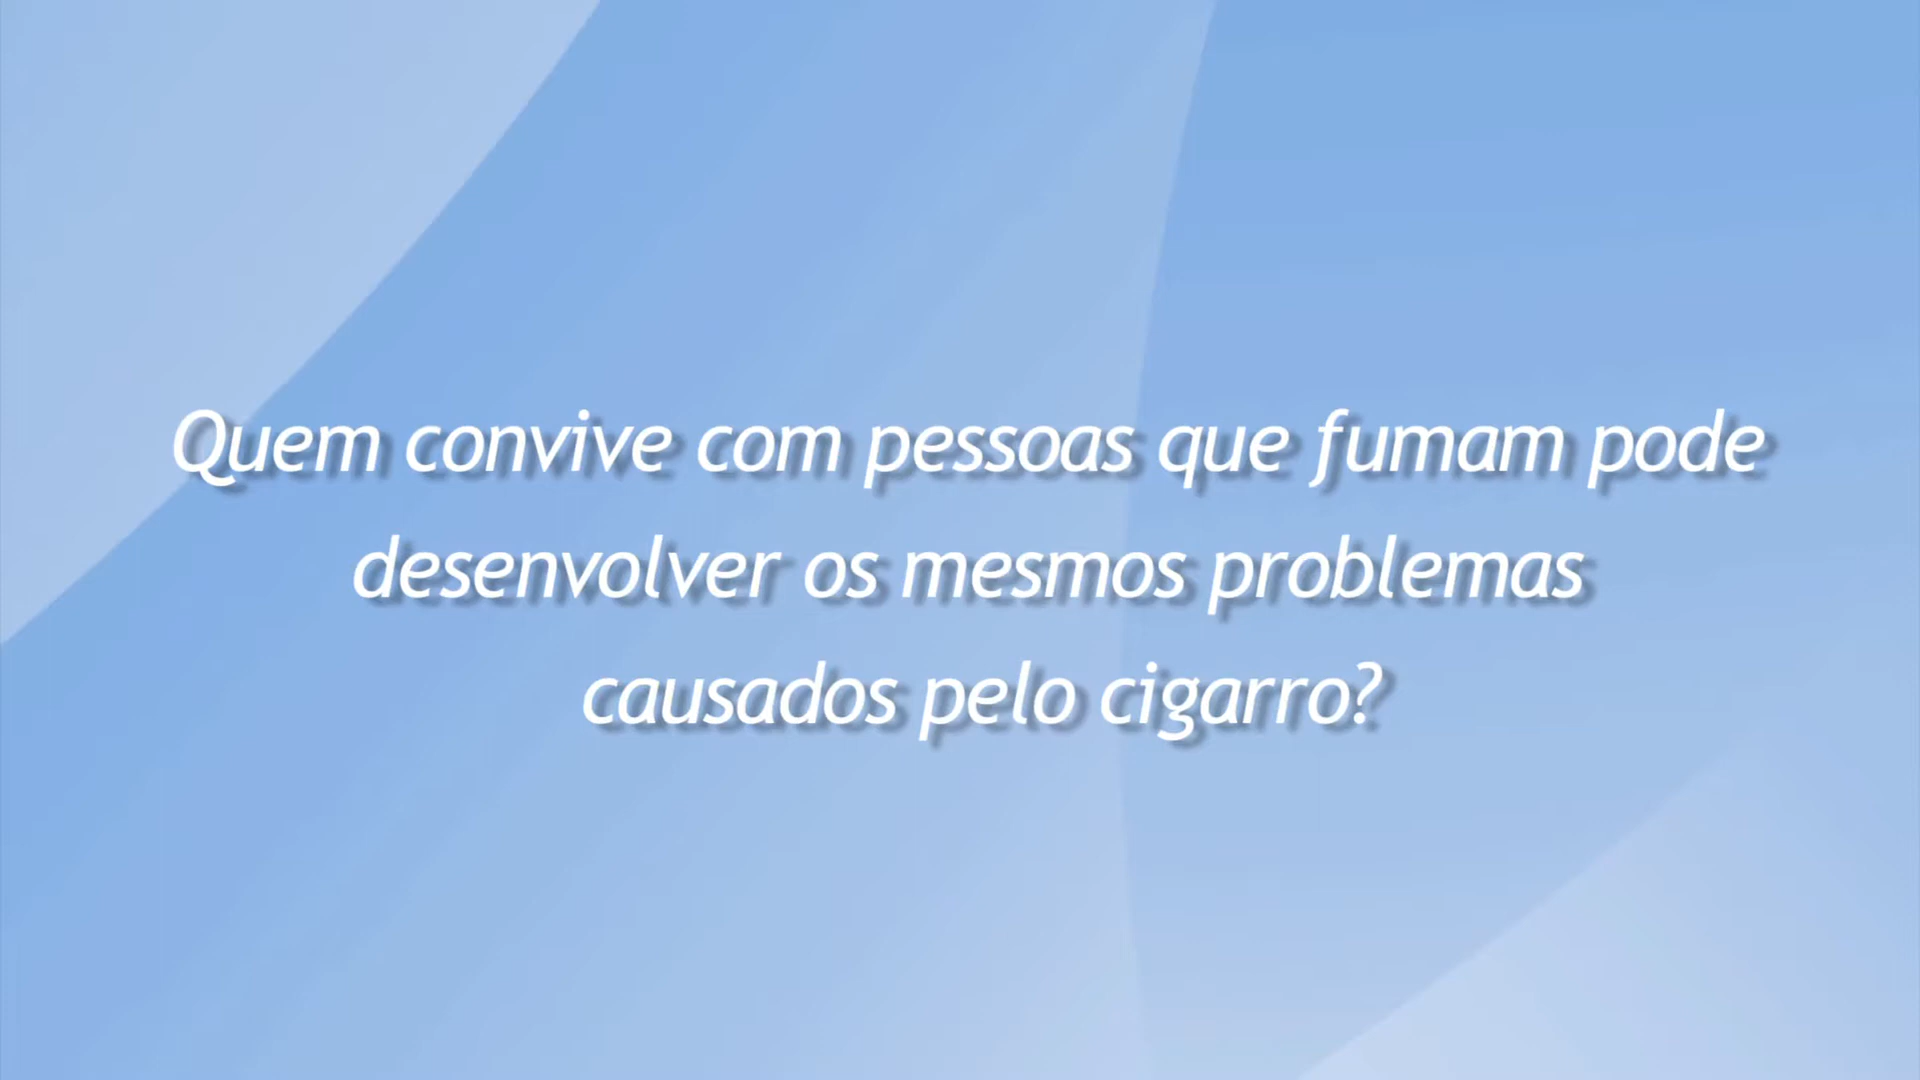 Quem convive com pessoas que fumam pode
desenvolver os mesmos problemas
causados pelo cigarro?